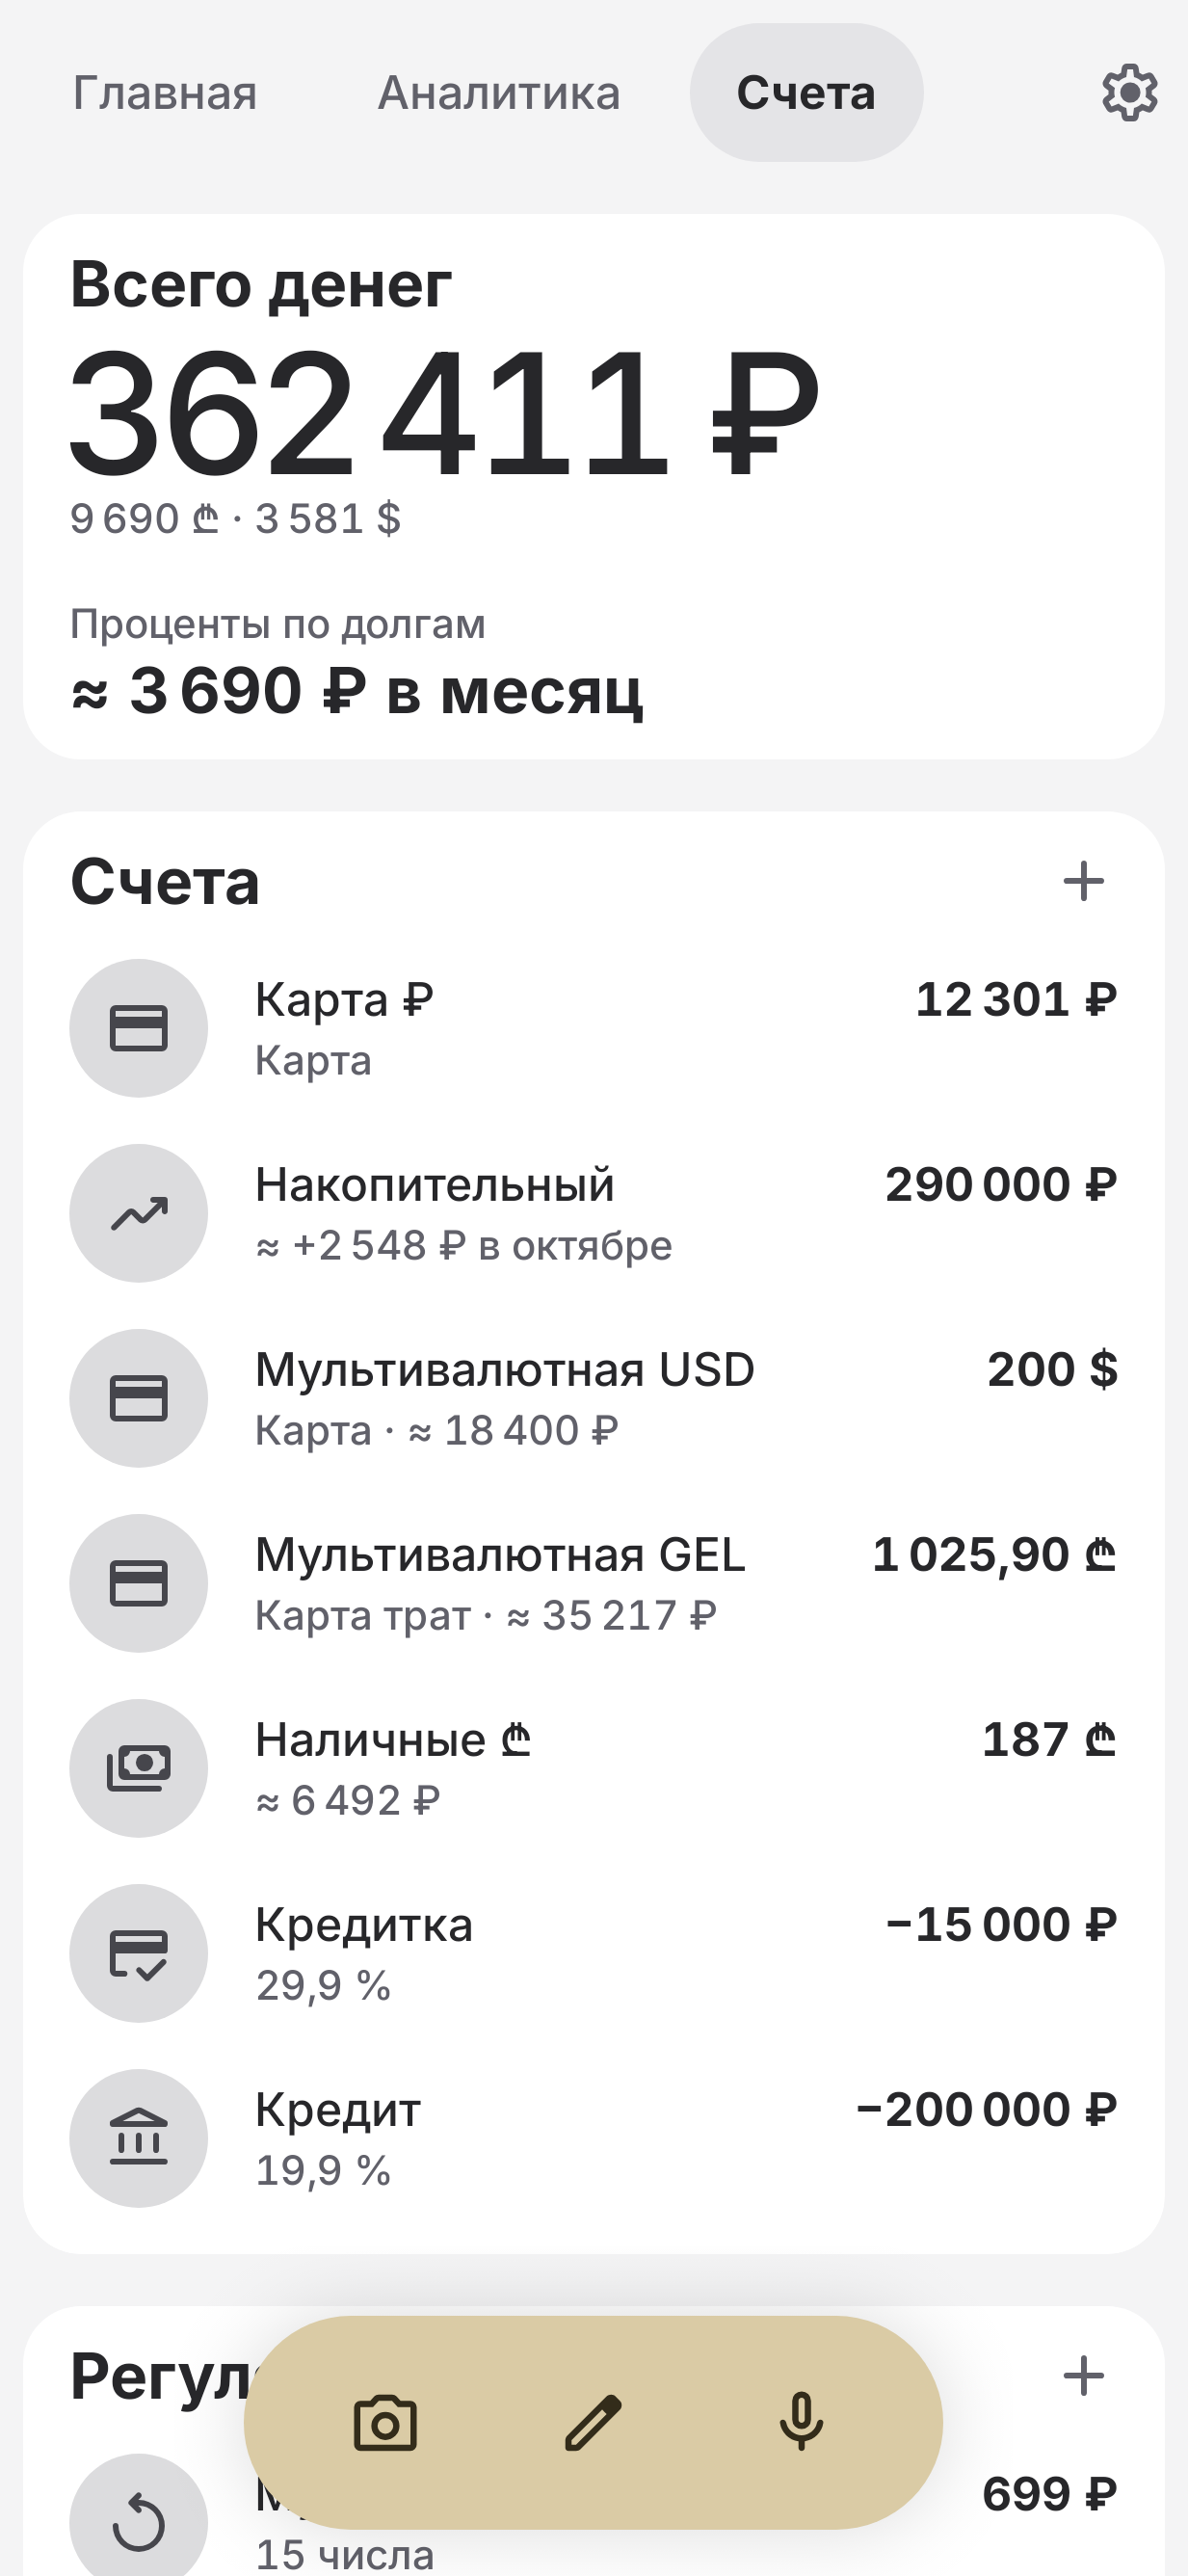 Главная Аналитика Счета
Всего денег
362 411 ₽
9 690 ₾ · 3 581 $
Проценты по долгам
≈ 3 690 ₽ в месяц
Счета
Карта ₽ 12 301 ₽
Карта
Накопительный 290 000 ₽
≈ +2 548 ₽ в октябре
Мультивалютная USD 200 $
Карта · ≈ 18 400 ₽
Мультивалютная GEL 1 025,90 ₾
Карта трат · ≈ 35 217 ₽
Наличные ₾ 187 ₾
≈ 6 492 ₽
Кредитка −15 000 ₽
29,9 %
Кредит −200 000 ₽
19,9 %
699 ₽
15 числа